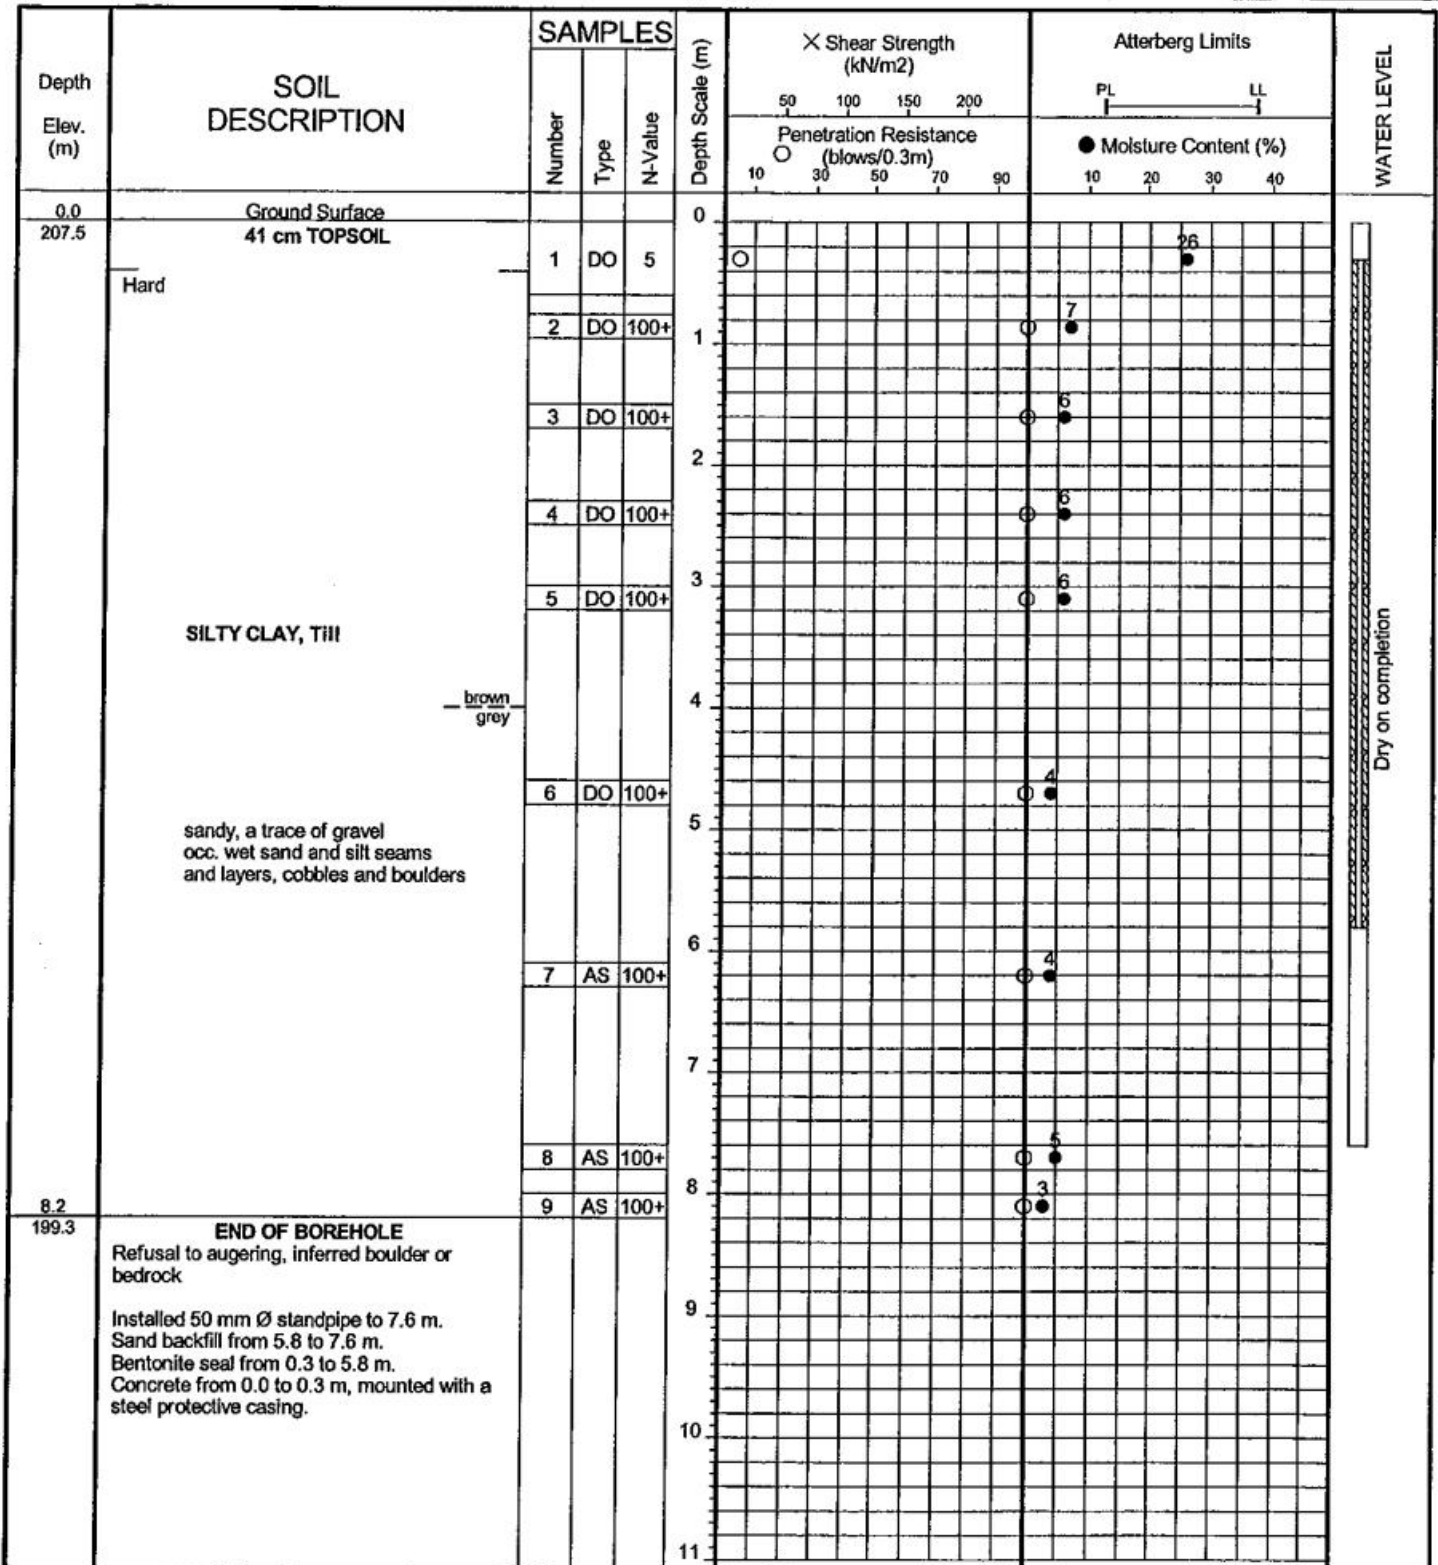 SAMPLES
Depth
Elev.
(m)
SOIL
DESCRIPTION
Number
Type
N-Value
Depth Scale (m)
× Shear Strength
(kN/m2)
50 100 150 200
Penetration Resistance
(blows/0.3m)
10 30 50 70 90
Atterberg Limits
PL LL
● Moisture Content (%)
10 20 30 40
WATER LEVEL
0.0 Ground Surface 0
207.5 41 cm TOPSOIL
1 DO 5 26
Hard
2 DO 100+ 7
1
3 DO 100+ 6
2
4 DO 100+ 6
3
5 DO 100+ 6
SILTY CLAY, Till
brown
grey
4
Dry on completion
6 DO 100+ 4
5
sandy, a trace of gravel
occ. wet sand and silt seams
and layers, cobbles and boulders
6
7 AS 100+ 4
7
8 AS 100+ 5
8
8.2 9 AS 100+ 3
199.3 END OF BOREHOLE
Refusal to augering, inferred boulder or
bedrock
Installed 50 mm Ø standpipe to 7.6 m.
Sand backfill from 5.8 to 7.6 m.
Bentonite seal from 0.3 to 5.8 m.
Concrete from 0.0 to 0.3 m, mounted with a
steel protective casing.
9
10
11